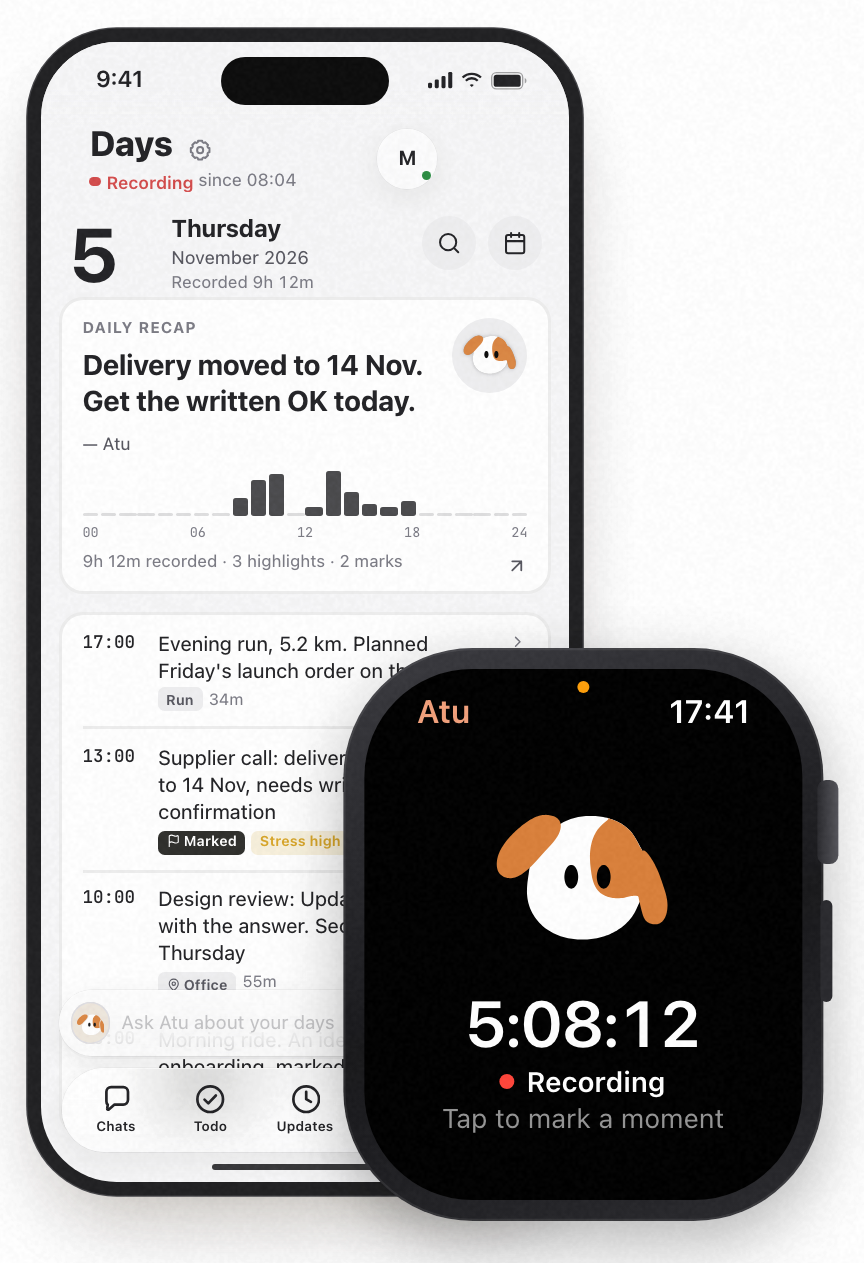 9:41
Days
M
Recording since 08:04
5
Thursday
November 2026
Recorded 9h 12m
DAILY RECAP
Delivery moved to 14 Nov.
Get the written OK today.
— Atu
00 06 12 18 24
9h 12m recorded · 3 highlights · 2 marks
17:00 Evening run, 5.2 km. Planned
Friday's launch order on
Run 34m
13:00 Supplier call:
to 14 Nov, needs
confirmation
Marked Stress high
10:00 Design review:
with the answer.
Thursday
Office 55m
Ask Atu about your days
Morning ride. An
onboarding, marked
Chats Todo Updates
Atu 17:41
5:08:12
Recording
Tap to mark a moment